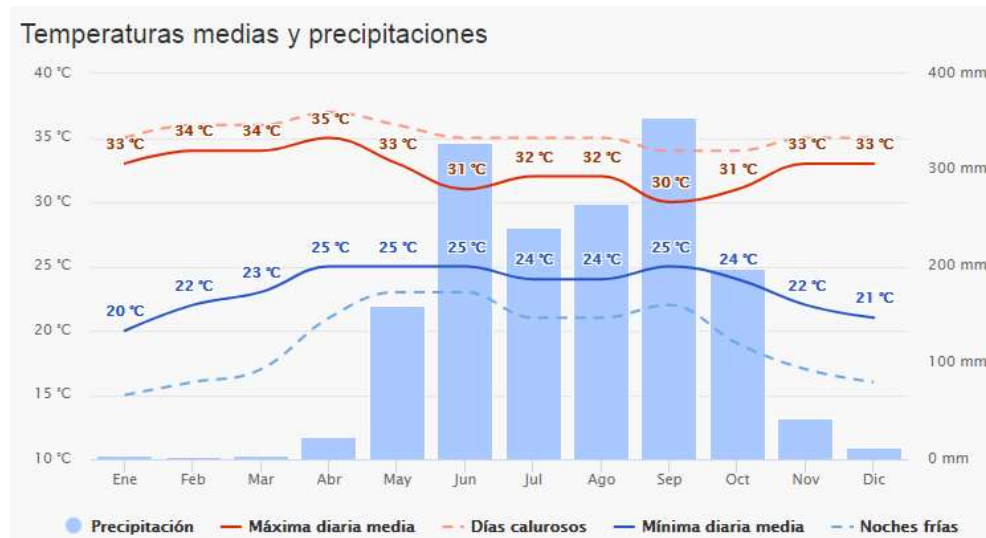 Temperaturas medias y precipitaciones
40 °C
400 mm
35 °C
33 °C
34 °C
34 °C
35 °C
33 °C
31 °C
32 °C
32 °C
30 °C
31 °C
33 °C
33 °C
300 mm
30 °C
25 °C
20 °C
22 °C
23 °C
25 °C
25 °C
25 °C
24 °C
24 °C
25 °C
24 °C
22 °C
21 °C
200 mm
20 °C
15 °C
100 mm
10 °C
0 mm
Ene Feb Mar Abr May Jun Jul Ago Sep Oct Nov Dic
Precipitación Máxima diaria media Días calurosos Mínima diaria media Noches frías